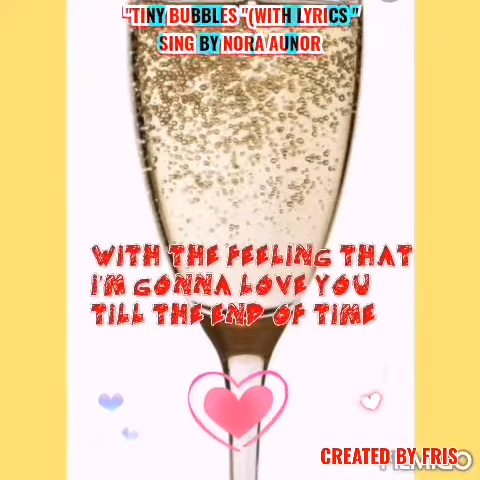 "TINY BUBBLES "(WITH LYRICS "
SING BY NORA AUNOR
WITH THE FEELING THAT
I'M GONNA LOVE YOU
TILL THE END OF TIME
CREATED BY FRIS
FILMIGO